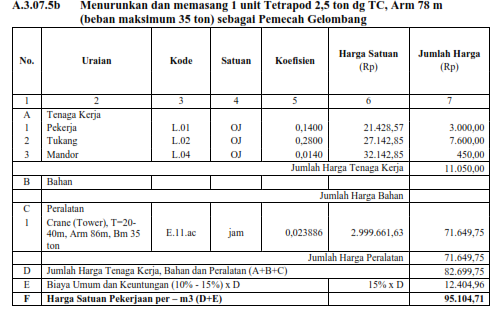 A.3.07.5b Menurunkan dan memasang 1 unit Tetrapod 2,5 ton dg TC, Arm 78 m
(beban maksimum 35 ton) sebagai Pemecah Gelombang
No. Uraian Kode Satuan Koefisien Harga Satuan (Rp) Jumlah Harga (Rp)
1 2 3 4 5 6 7
A Tenaga Kerja
1 Pekerja L.01 OJ 0,1400 21.428,57 3.000,00
2 Tukang L.02 OJ 0,2800 27.142,85 7.600,00
3 Mandor L.04 OJ 0,0140 32.142,85 450,00
Jumlah Harga Tenaga Kerja 11.050,00
B Bahan
Jumlah Harga Bahan
C Peralatan
1 Crane (Tower), T=20-
40m, Arm 86m, Bm 35 E.11.ac jam 0,023886 2.999.661,63 71.649,75
ton
Jumlah Harga Peralatan 71.649,75
D Jumlah Harga Tenaga Kerja, Bahan dan Peralatan (A+B+C) 82.699,75
E Biaya Umum dan Keuntungan (10% - 15%) x D 15% x D 12.404,96
F Harga Satuan Pekerjaan per – m3 (D+E) 95.104,71